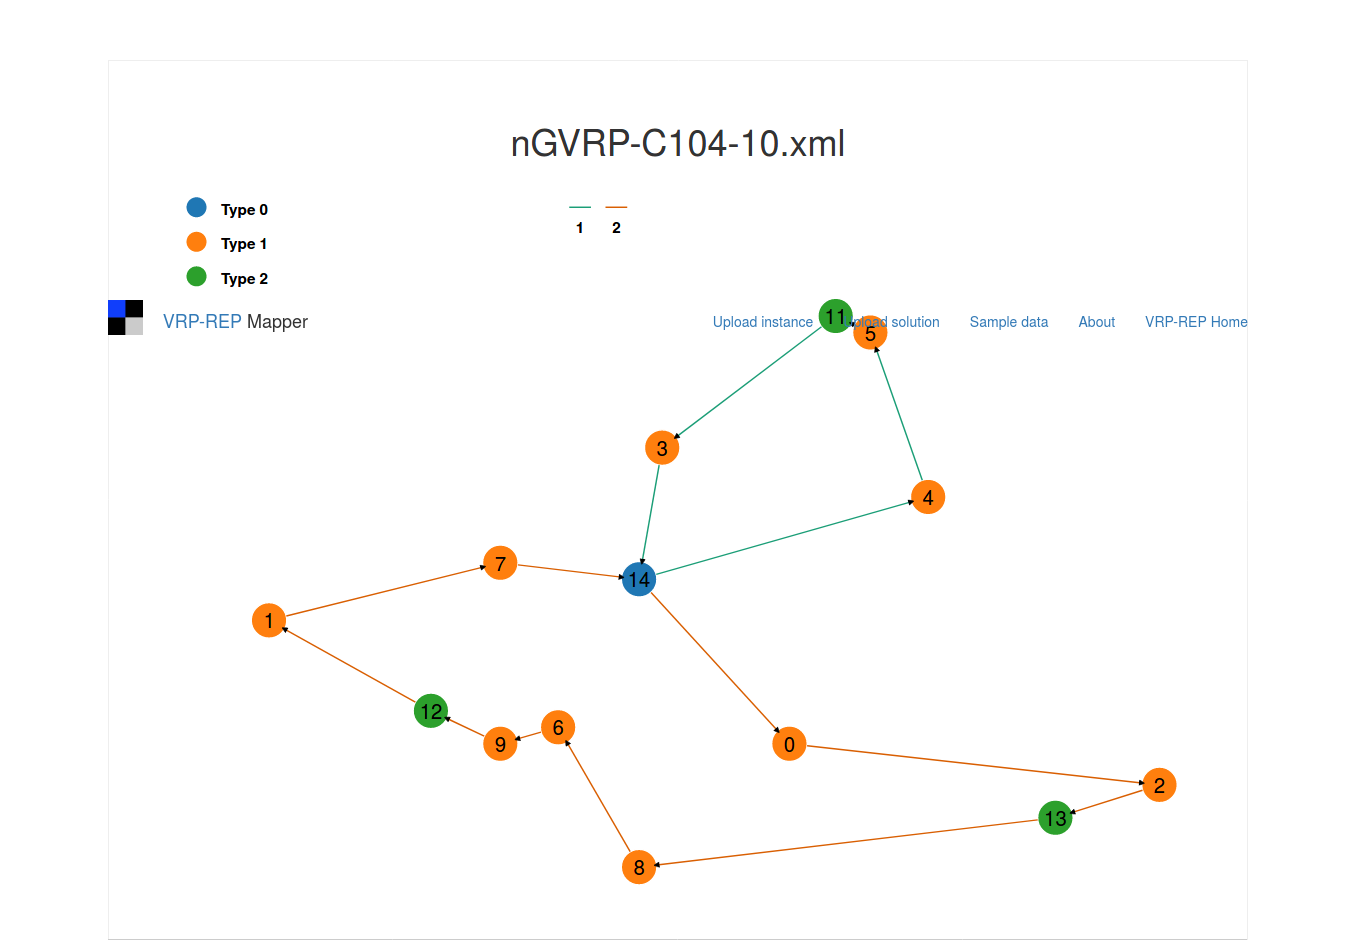 nGVRP-C104-10.xml
Type 0
Type 1
Type 2
1 2
VRP-REP Mapper
Upload instance Upload solution Sample data About VRP-REP Home
11
5
3
4
7
14
1
12
9
6
0
2
13
8